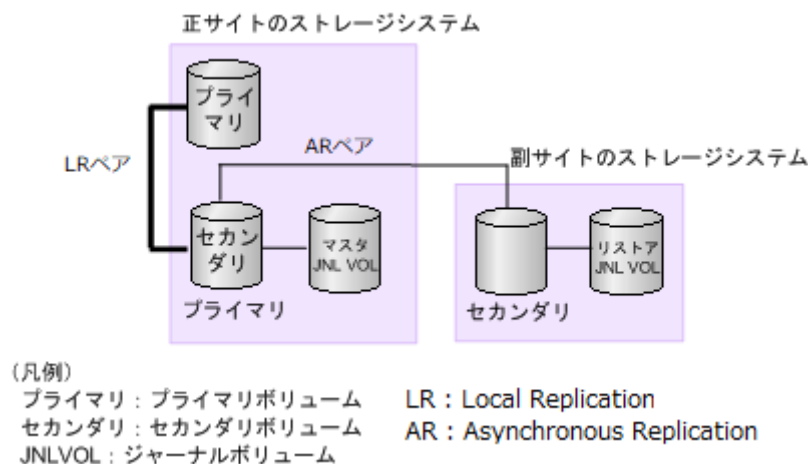 正サイトのストレージシステム
プライ
マリ
LRペア
ARペア
副サイトのストレージシステム
セカン
ダリ
マスタ
JNL VOL
リストア
JNL VOL
プライマリ
セカンダリ
（凡例）
プライマリ：プライマリボリューム
セカンダリ：セカンダリボリューム
JNLVOL：ジャーナルボリューム
LR：Local Replication
AR：Asynchronous Replication